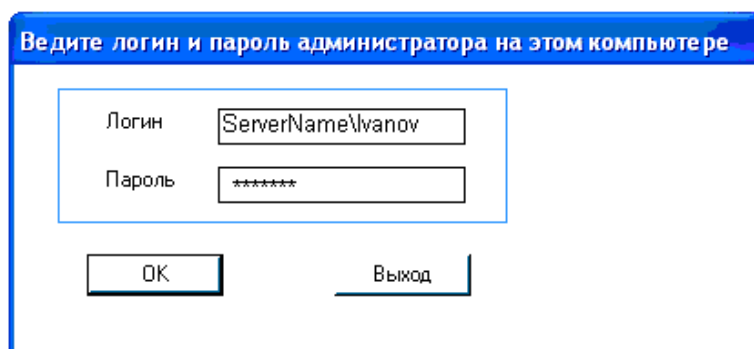 Ведите логин и пароль администратора на этом компьютере
Логин ServerName\Ivanov
Пароль *******
OK Выход